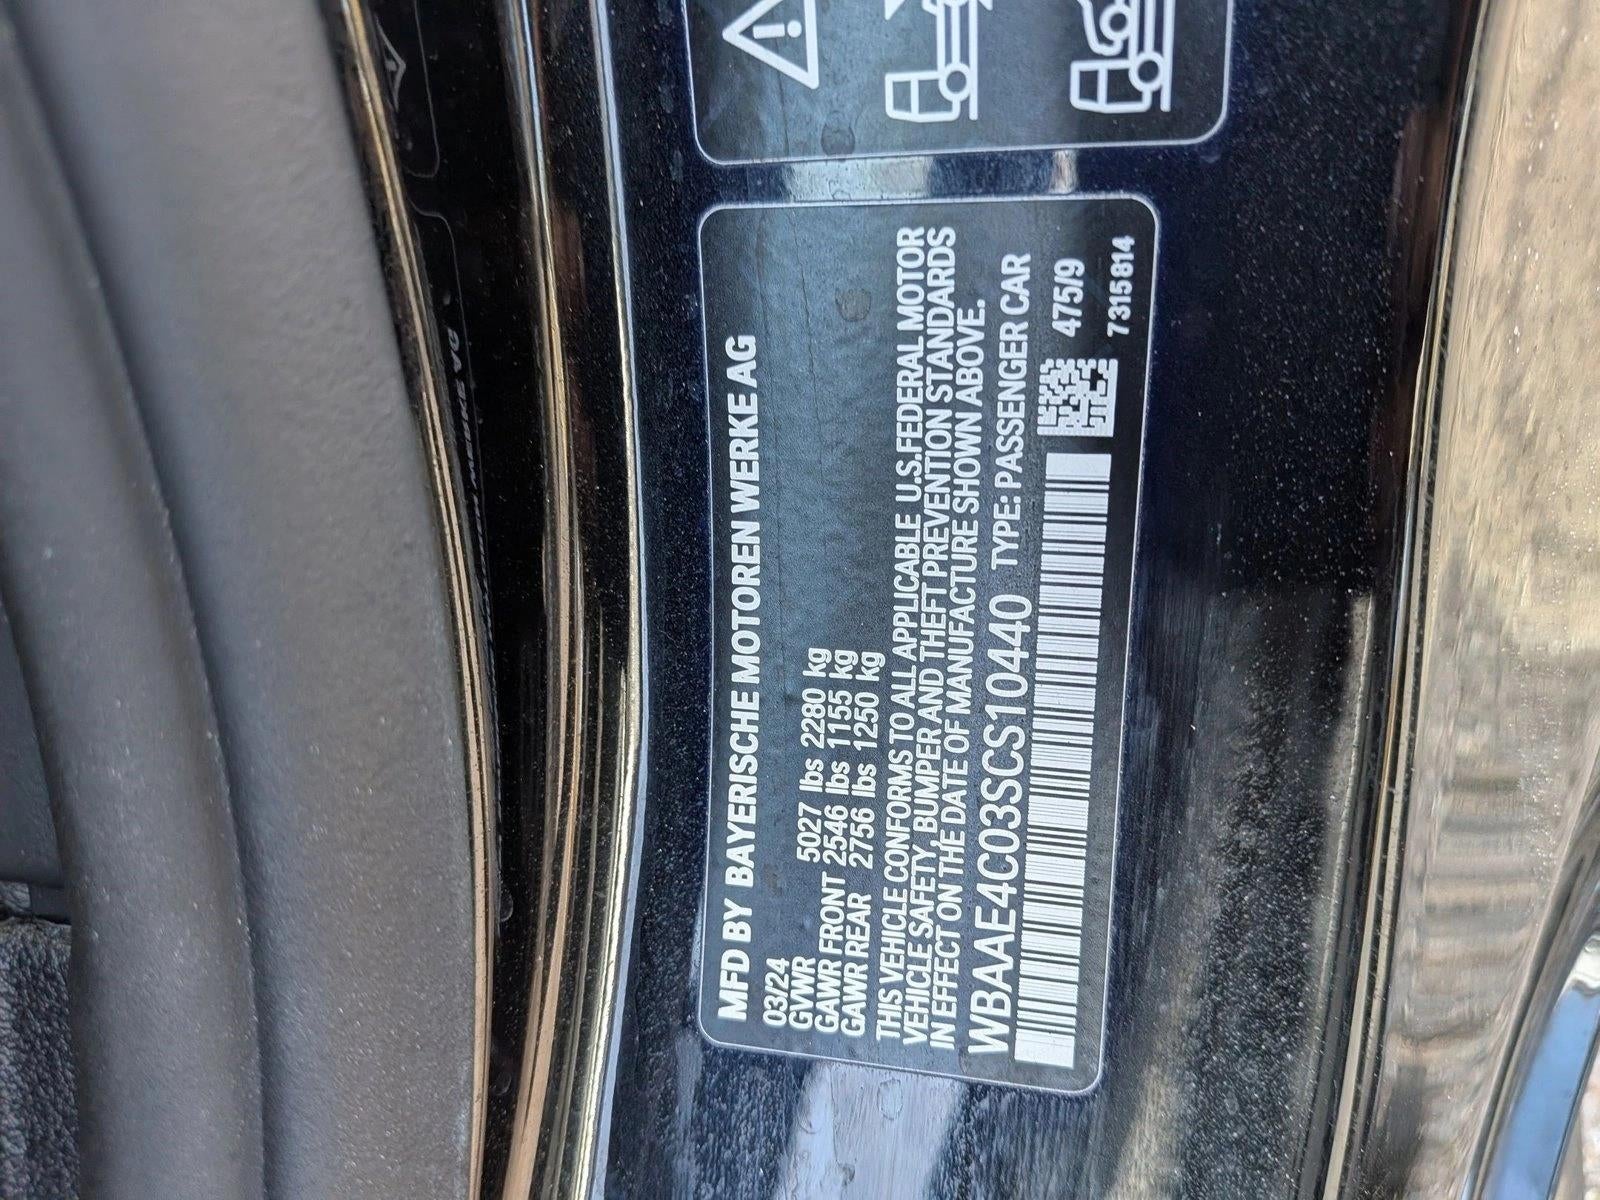 MFD BY BAYERISCHE MOTOREN WERKE AG
03/24
GVWR 5027 lbs 2280 kg
GAWR FRONT 2546 lbs 1155 kg
GAWR REAR 2756 lbs 1250 kg
THIS VEHICLE CONFORMS TO ALL APPLICABLE U.S.FEDERAL MOTOR
VEHICLE SAFETY, BUMPER AND THEFT PREVENTION STANDARDS
IN EFFECT ON THE DATE OF MANUFACTURE SHOWN ABOVE.
WBAAE4C03SCS10440 TYPE: PASSENGER CAR
475/9
7315814